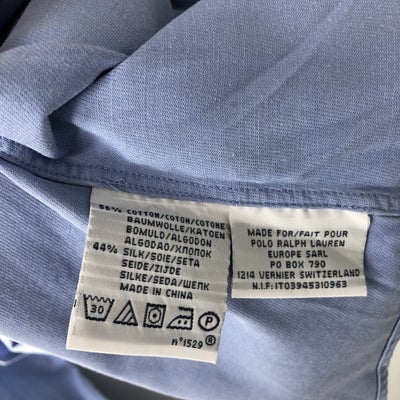 56% COTTON/COTON/COTONE
BAUMWOLLE/KATOEN
BOMULD/ALGODON
ALGODAO/ХЛОПОК
44% SILK/SOIE/SETA
SEIDE/ZIJDE
SILKE/SEDA/ШЕЛК
MADE IN CHINA
30
P
n°1529 ®
MADE FOR/FAIT POUR
POLO RALPH LAUREN
EUROPE SARL
PO BOX 790
1214 VERNIER SWITZERLAND
N.I.F:IT03945310963